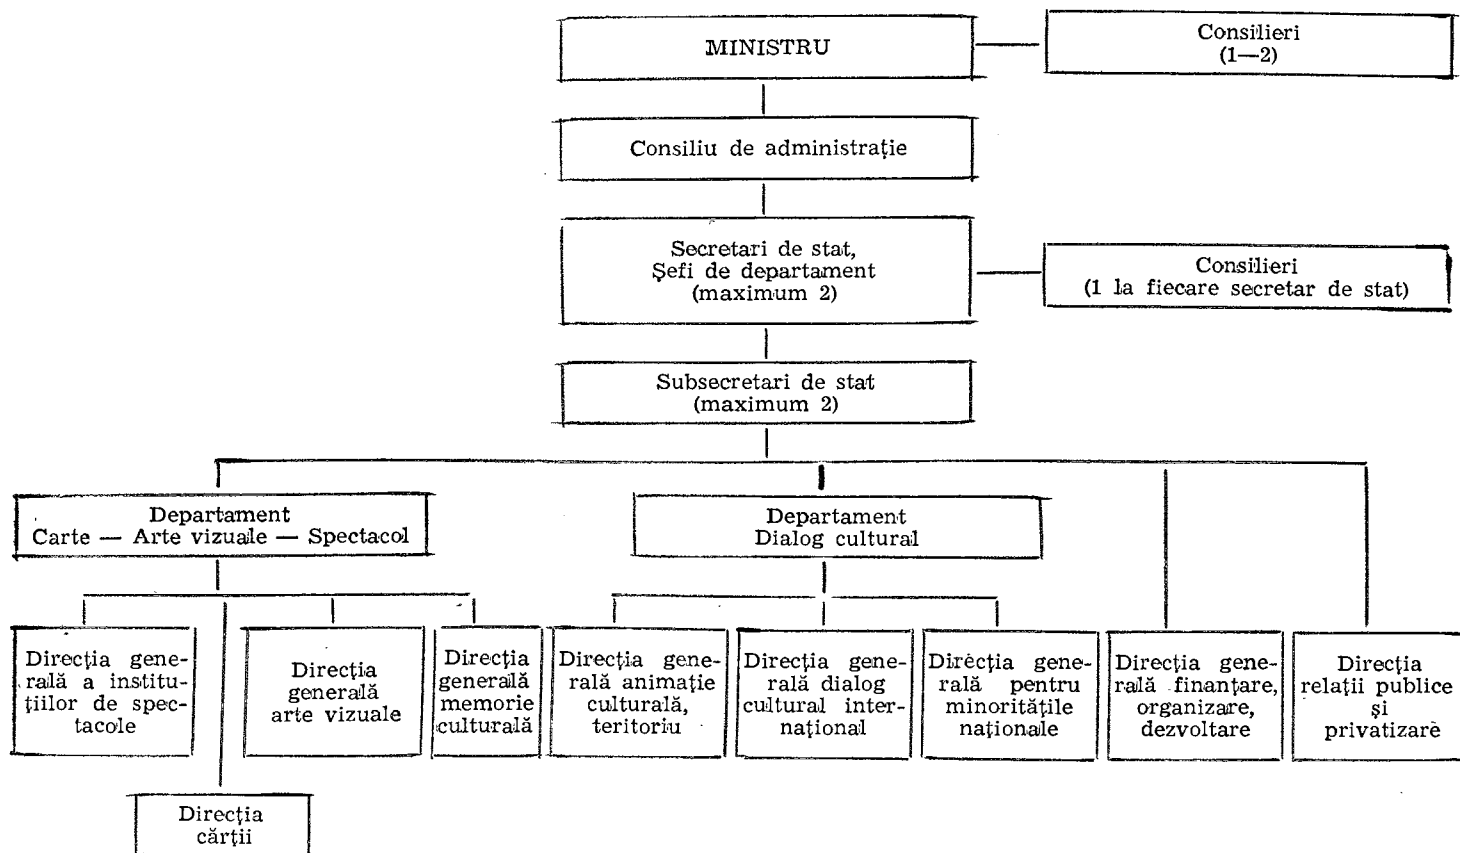 MINISTRU
Consilieri
(1—2)
Consiliu de administrație
Secretari de stat,
Șefi de departament
(maximum 2)
Consilieri
(1 la fiecare secretar de stat)
Subsecretari de stat
(maximum 2)
Departament
Carte — Arte vizuale — Spectacol
Departament
Dialog cultural
Direcția gene-
rală a institu-
țiilor de spec-
tacole
Direcția
generală
arte vizuale
Direcția
generală
memorie
culturală
Direcția gene-
rală animație
culturală,
teritoriu
Direcția gene-
rală dialog
cultural inter-
național
Direcția gene-
rală pentru
minoritățile
naționale
Direcția gene-
rală finanțare,
organizare,
dezvoltare
Direcția
relații publice
și
privatizare
Direcția
cărții